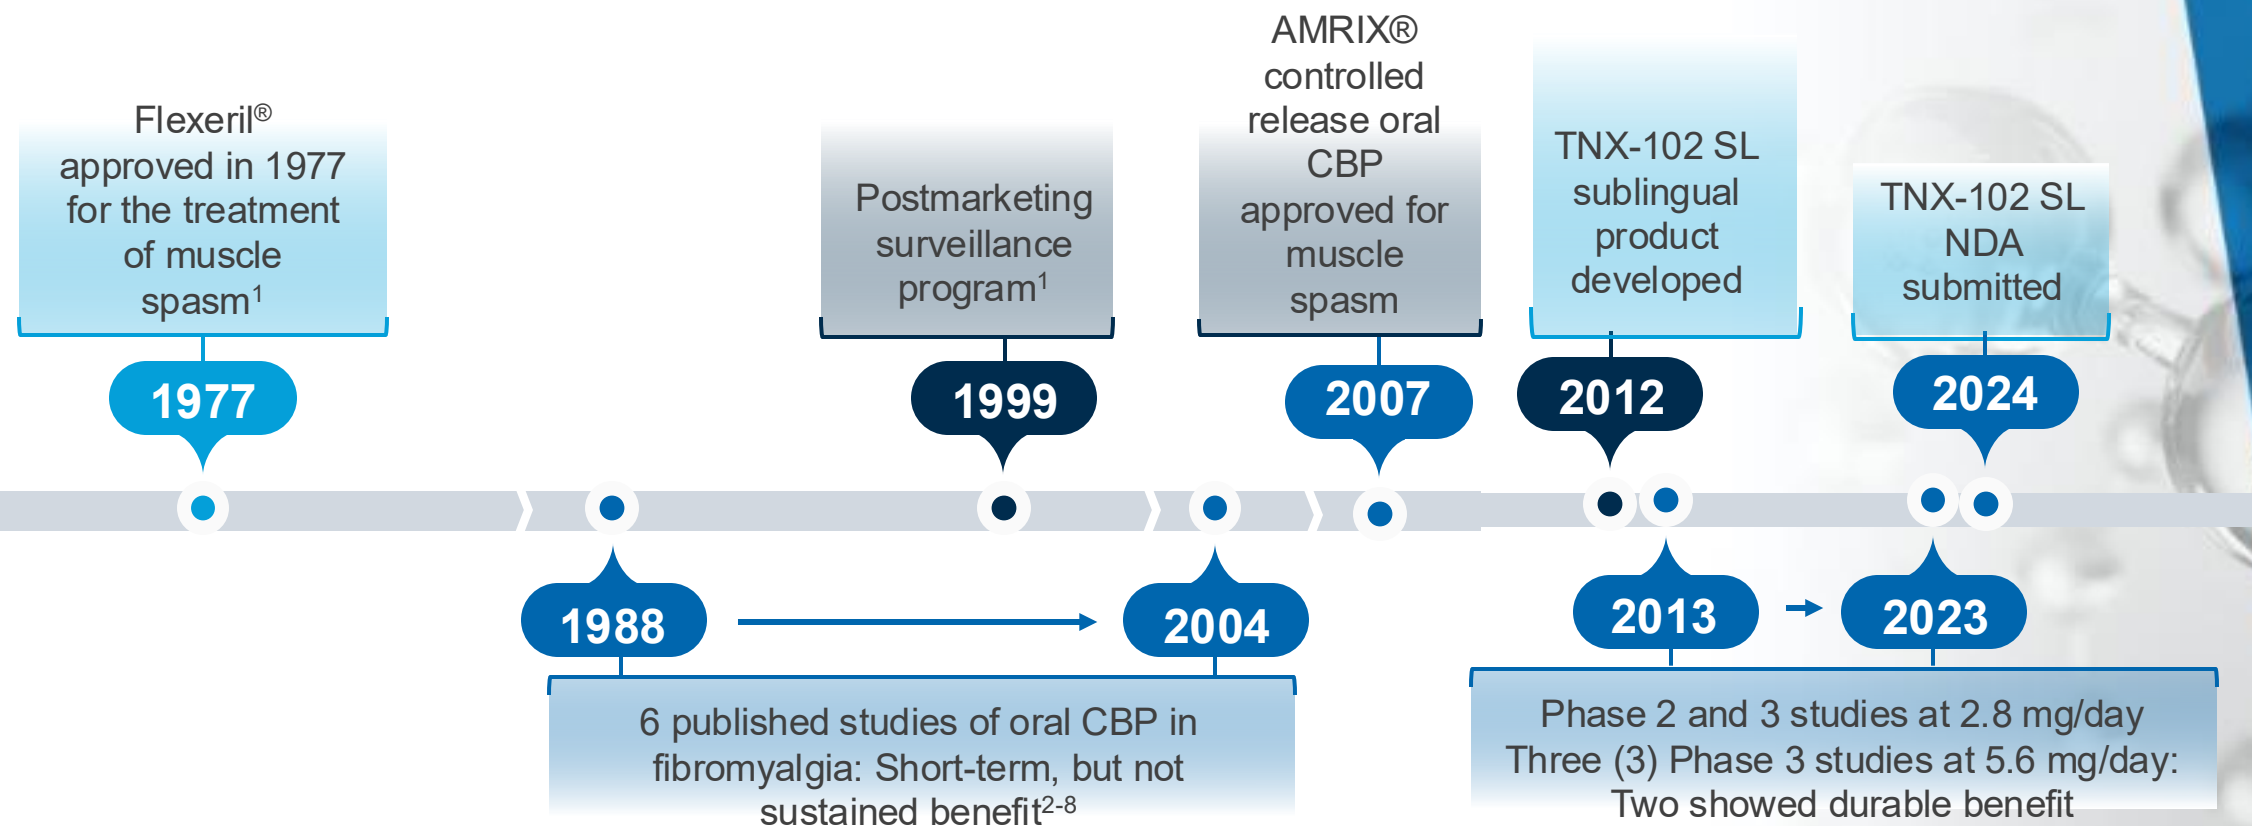 Flexeril®
approved in 1977
for the treatment
of muscle
spasm1
1977
Postmarketing
surveillance
program1
1999
AMRIX®
controlled
release oral
CBP
approved for
muscle
spasm
2007
TNX-102 SL
sublingual
product
developed
2012
TNX-102 SL
NDA
submitted
2024
1988
2004
6 published studies of oral CBP in
fibromyalgia: Short-term, but not
sustained benefit2-8
2013
2023
Phase 2 and 3 studies at 2.8 mg/day
Three (3) Phase 3 studies at 5.6 mg/day:
Two showed durable benefit